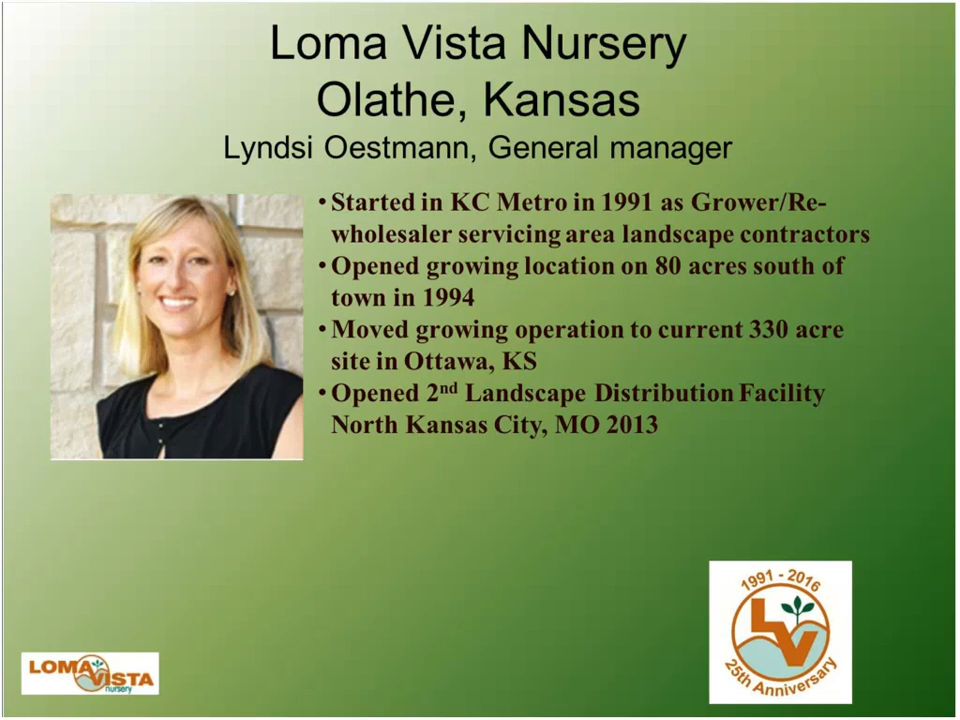 Loma Vista Nursery
Olathe, Kansas
Lyndsi Oestmann, General manager
• Started in KC Metro in 1991 as Grower/Re-
wholesaler servicing area landscape contractors
• Opened growing location on 80 acres south of
town in 1994
• Moved growing operation to current 330 acre
site in Ottawa, KS
• Opened 2nd Landscape Distribution Facility
North Kansas City, MO 2013
1991 - 2016
LV
25th Anniversary
LOMA VISTA
nursery